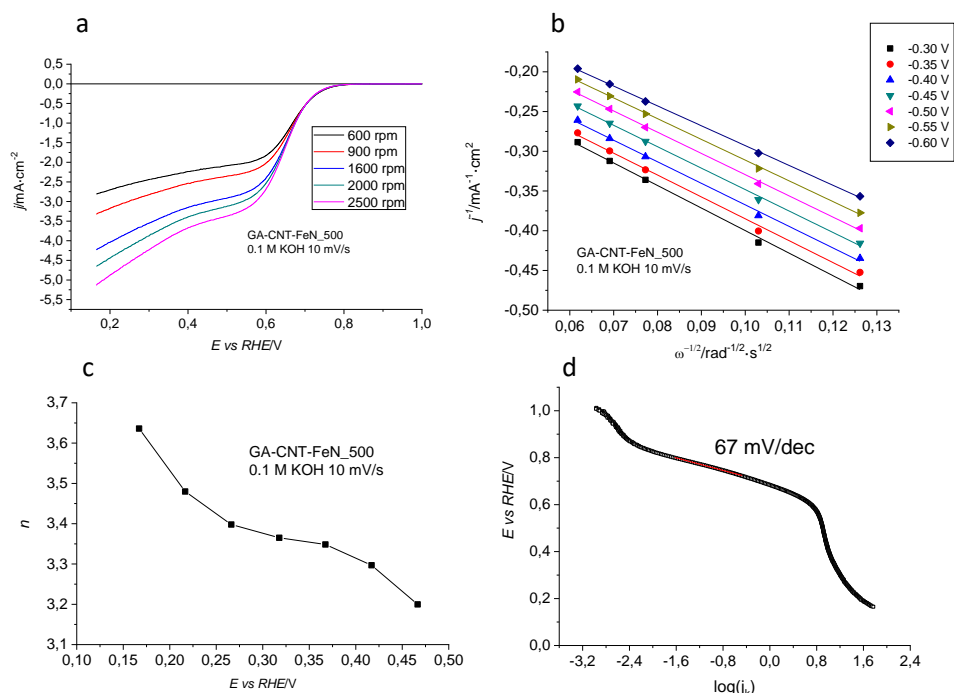 a
0,5
0,0
-0,5
-1,0
-1,5
-2,0
-2,5
-3,0
-3,5
-4,0
-4,5
-5,0
-5,5
j/mA·cm⁻²
600 rpm
900 rpm
1600 rpm
2000 rpm
2500 rpm
GA-CNT-FeN_500
0.1 M KOH 10 mV/s
0,2 0,4 0,6 0,8 1,0
E vs RHE/V
b
-0,20
-0,25
-0,30
-0,35
-0,40
-0,45
-0,50
j⁻¹/mA⁻¹·cm²
GA-CNT-FeN_500
0.1 M KOH 10 mV/s
0,06 0,07 0,08 0,09 0,10 0,11 0,12 0,13
ω⁻¹/²/rad⁻¹/²·s¹/²
-0.30 V
-0.35 V
-0.40 V
-0.45 V
-0.50 V
-0.55 V
-0.60 V
c
3,7
3,6
3,5
3,4
3,3
3,2
3,1
n
GA-CNT-FeN_500
0.1 M KOH 10 mV/s
0,10 0,15 0,20 0,25 0,30 0,35 0,40 0,45 0,50
E vs RHE/V
d
1,0
0,8
0,6
0,4
0,2
0,0
E vs RHE/V
67 mV/dec
-3,2 -2,4 -1,6 -0,8 0,0 0,8 1,6 2,4
log(jₖ)